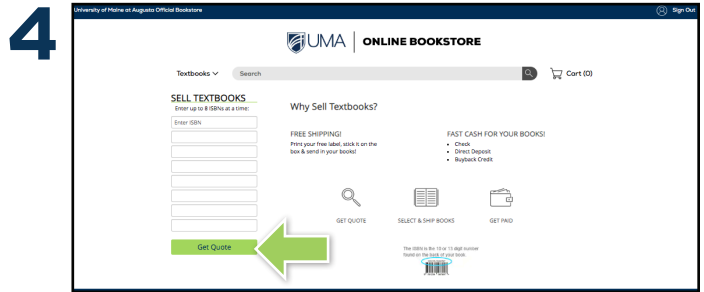 4
University of Maine at Augusta Official Bookstore
Sign Out
UMA | ONLINE BOOKSTORE
Textbooks
Search
Cart (0)
SELL TEXTBOOKS
Enter up to 8 ISBNs at a time:
Enter ISBN
Get Quote
Why Sell Textbooks?
FREE SHIPPING!
Print your free label, stick it on the
box & send in your books!
FAST CASH FOR YOUR BOOKS!
• Check
• Direct Deposit
• Buyback Credit
GET QUOTE
SELECT & SHIP BOOKS
GET PAID
The ISBN is the 10 or 13 digit number
found on the back of your book.